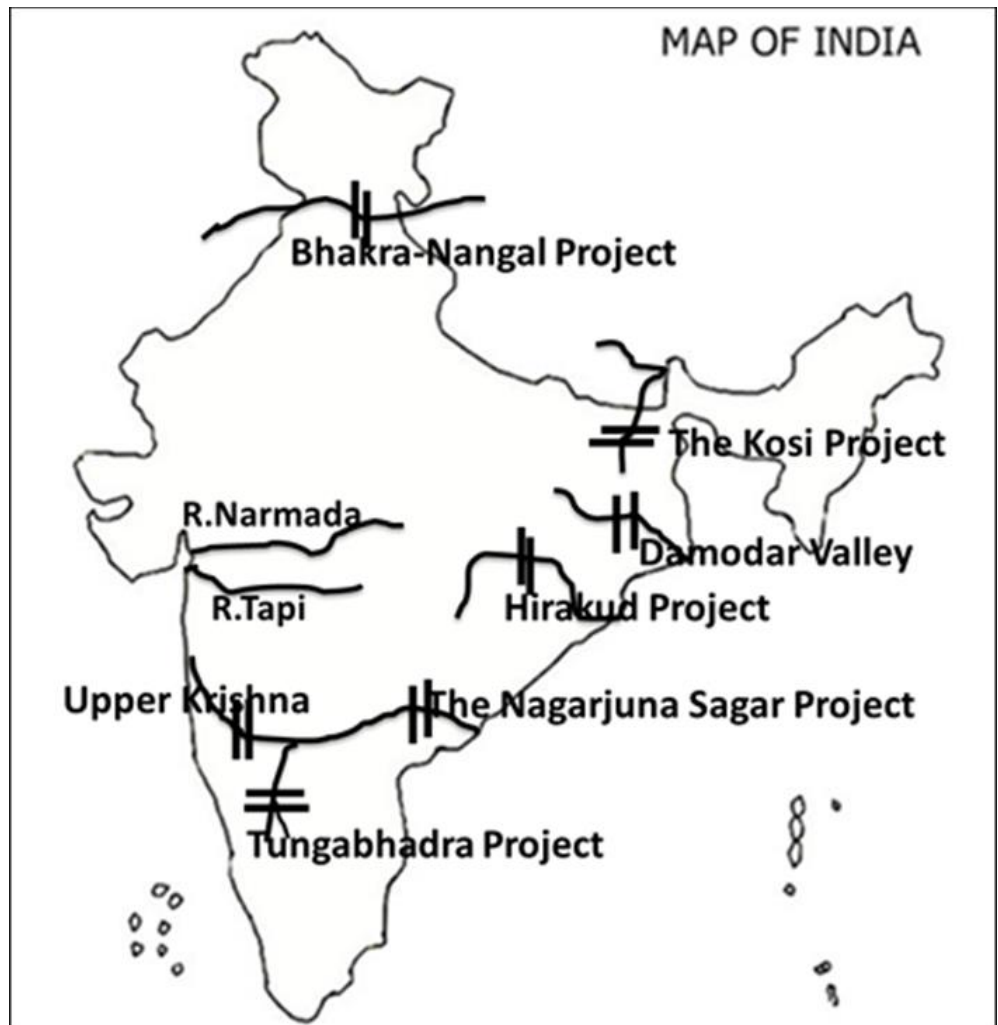 MAP OF INDIA
Bhakra-Nangal Project
The Kosi Project
R.Narmada
Damodar Valley
R.Tapi
Hirakud Project
Upper Krishna
The Nagarjuna Sagar Project
Tungabhadra Project